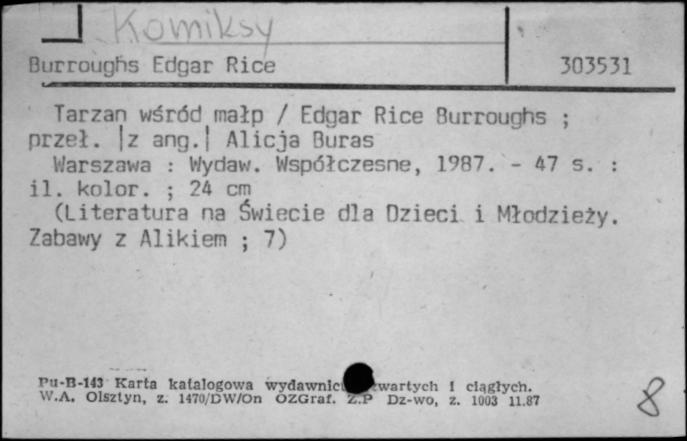 Komiksy
Burroughs Edgar Rice 303531
Tarzan wśród małp / Edgar Rice Burroughs ;
przeł. |z ang.| Alicja Buras
Warszawa : Wydaw. Współczesne, 1987. - 47 s. :
il. kolor. ; 24 cm
(Literatura na Świecie dla Dzieci i Młodzieży.
Zabawy z Alikiem ; 7)
Pu-B-143 Karta katalogowa wydawnict wartych i ciągłych.
W.A. Olsztyn, z. 1470/DW/On OZGraf. Z.P Dz-wo, z. 1003 11.87
8